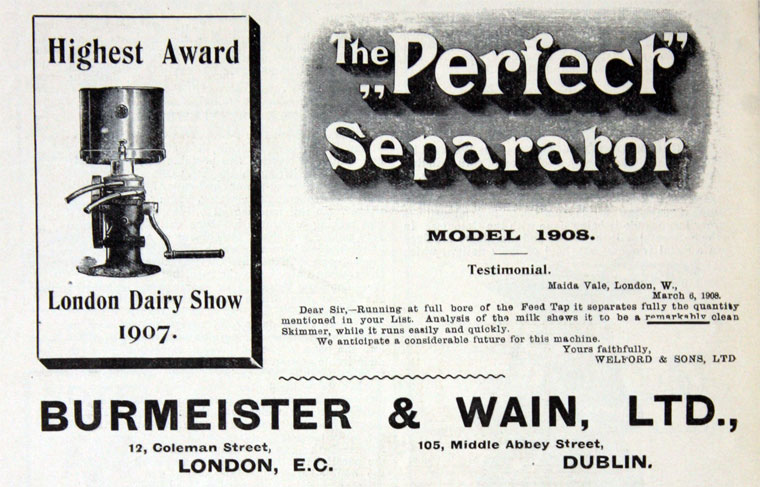 Highest Award
London Dairy Show
1907.
The „Perfect”
Separator
MODEL 1908.
Testimonial.
Maida Vale, London, W.,
March 6, 1908.
Dear Sir,—Running at full bore of the Feed Tap it separates fully the quantity
mentioned in your List. Analysis of the milk shews it to be a remarkably clean
Skimmer, while it runs easily and quickly.
We anticipate a considerable future for this machine.
Yours faithfully,
WELFORD & SONS, LTD
BURMEISTER & WAIN, LTD.,
12, Coleman Street,
LONDON, E.C.
105, Middle Abbey Street,
DUBLIN.